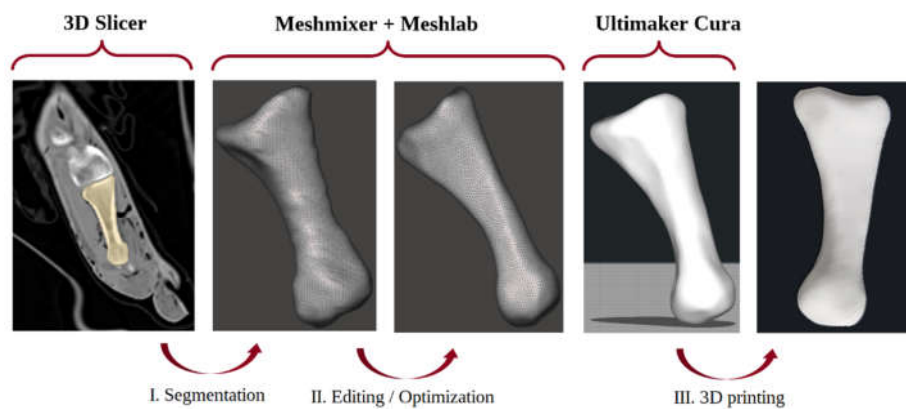 3D Slicer
Meshmixer + Meshlab
Ultimaker Cura
I. Segmentation
II. Editing / Optimization
III. 3D printing